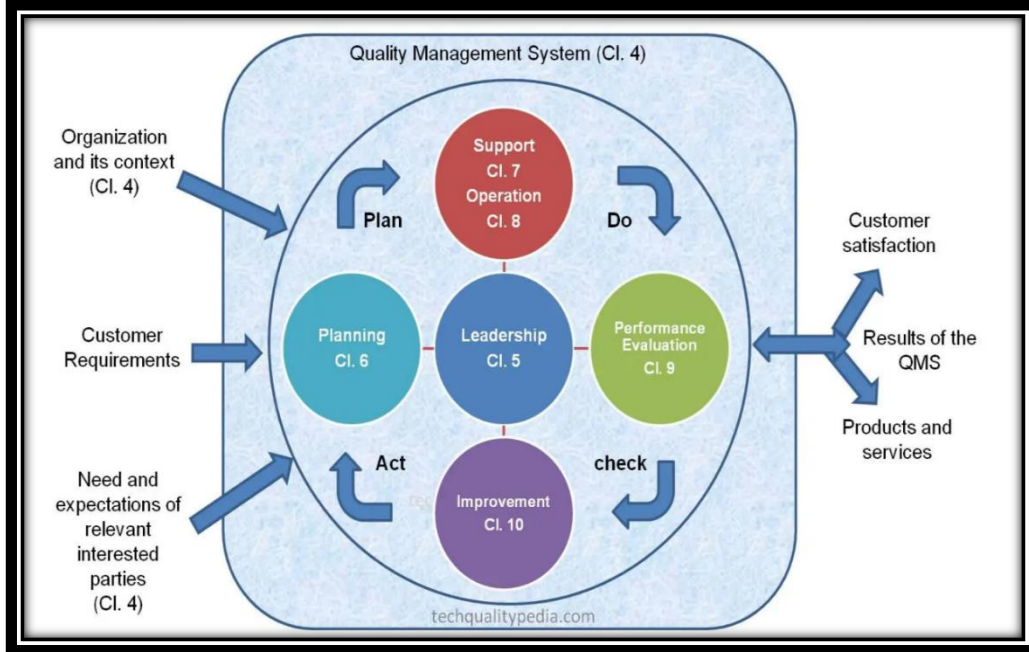 Quality Management System (Cl. 4)
Organization
and its context
(Cl. 4)
Customer
Requirements
Need and
expectations of
relevant
interested
parties
(Cl. 4)
Support
Cl. 7
Operation
Cl. 8
Plan
Do
Planning
Cl. 6
Leadership
Cl. 5
Performance
Evaluation
Cl. 9
Act
check
Improvement
Cl. 10
Customer
satisfaction
Results of the
QMS
Products and
services
techqualitypedia.com